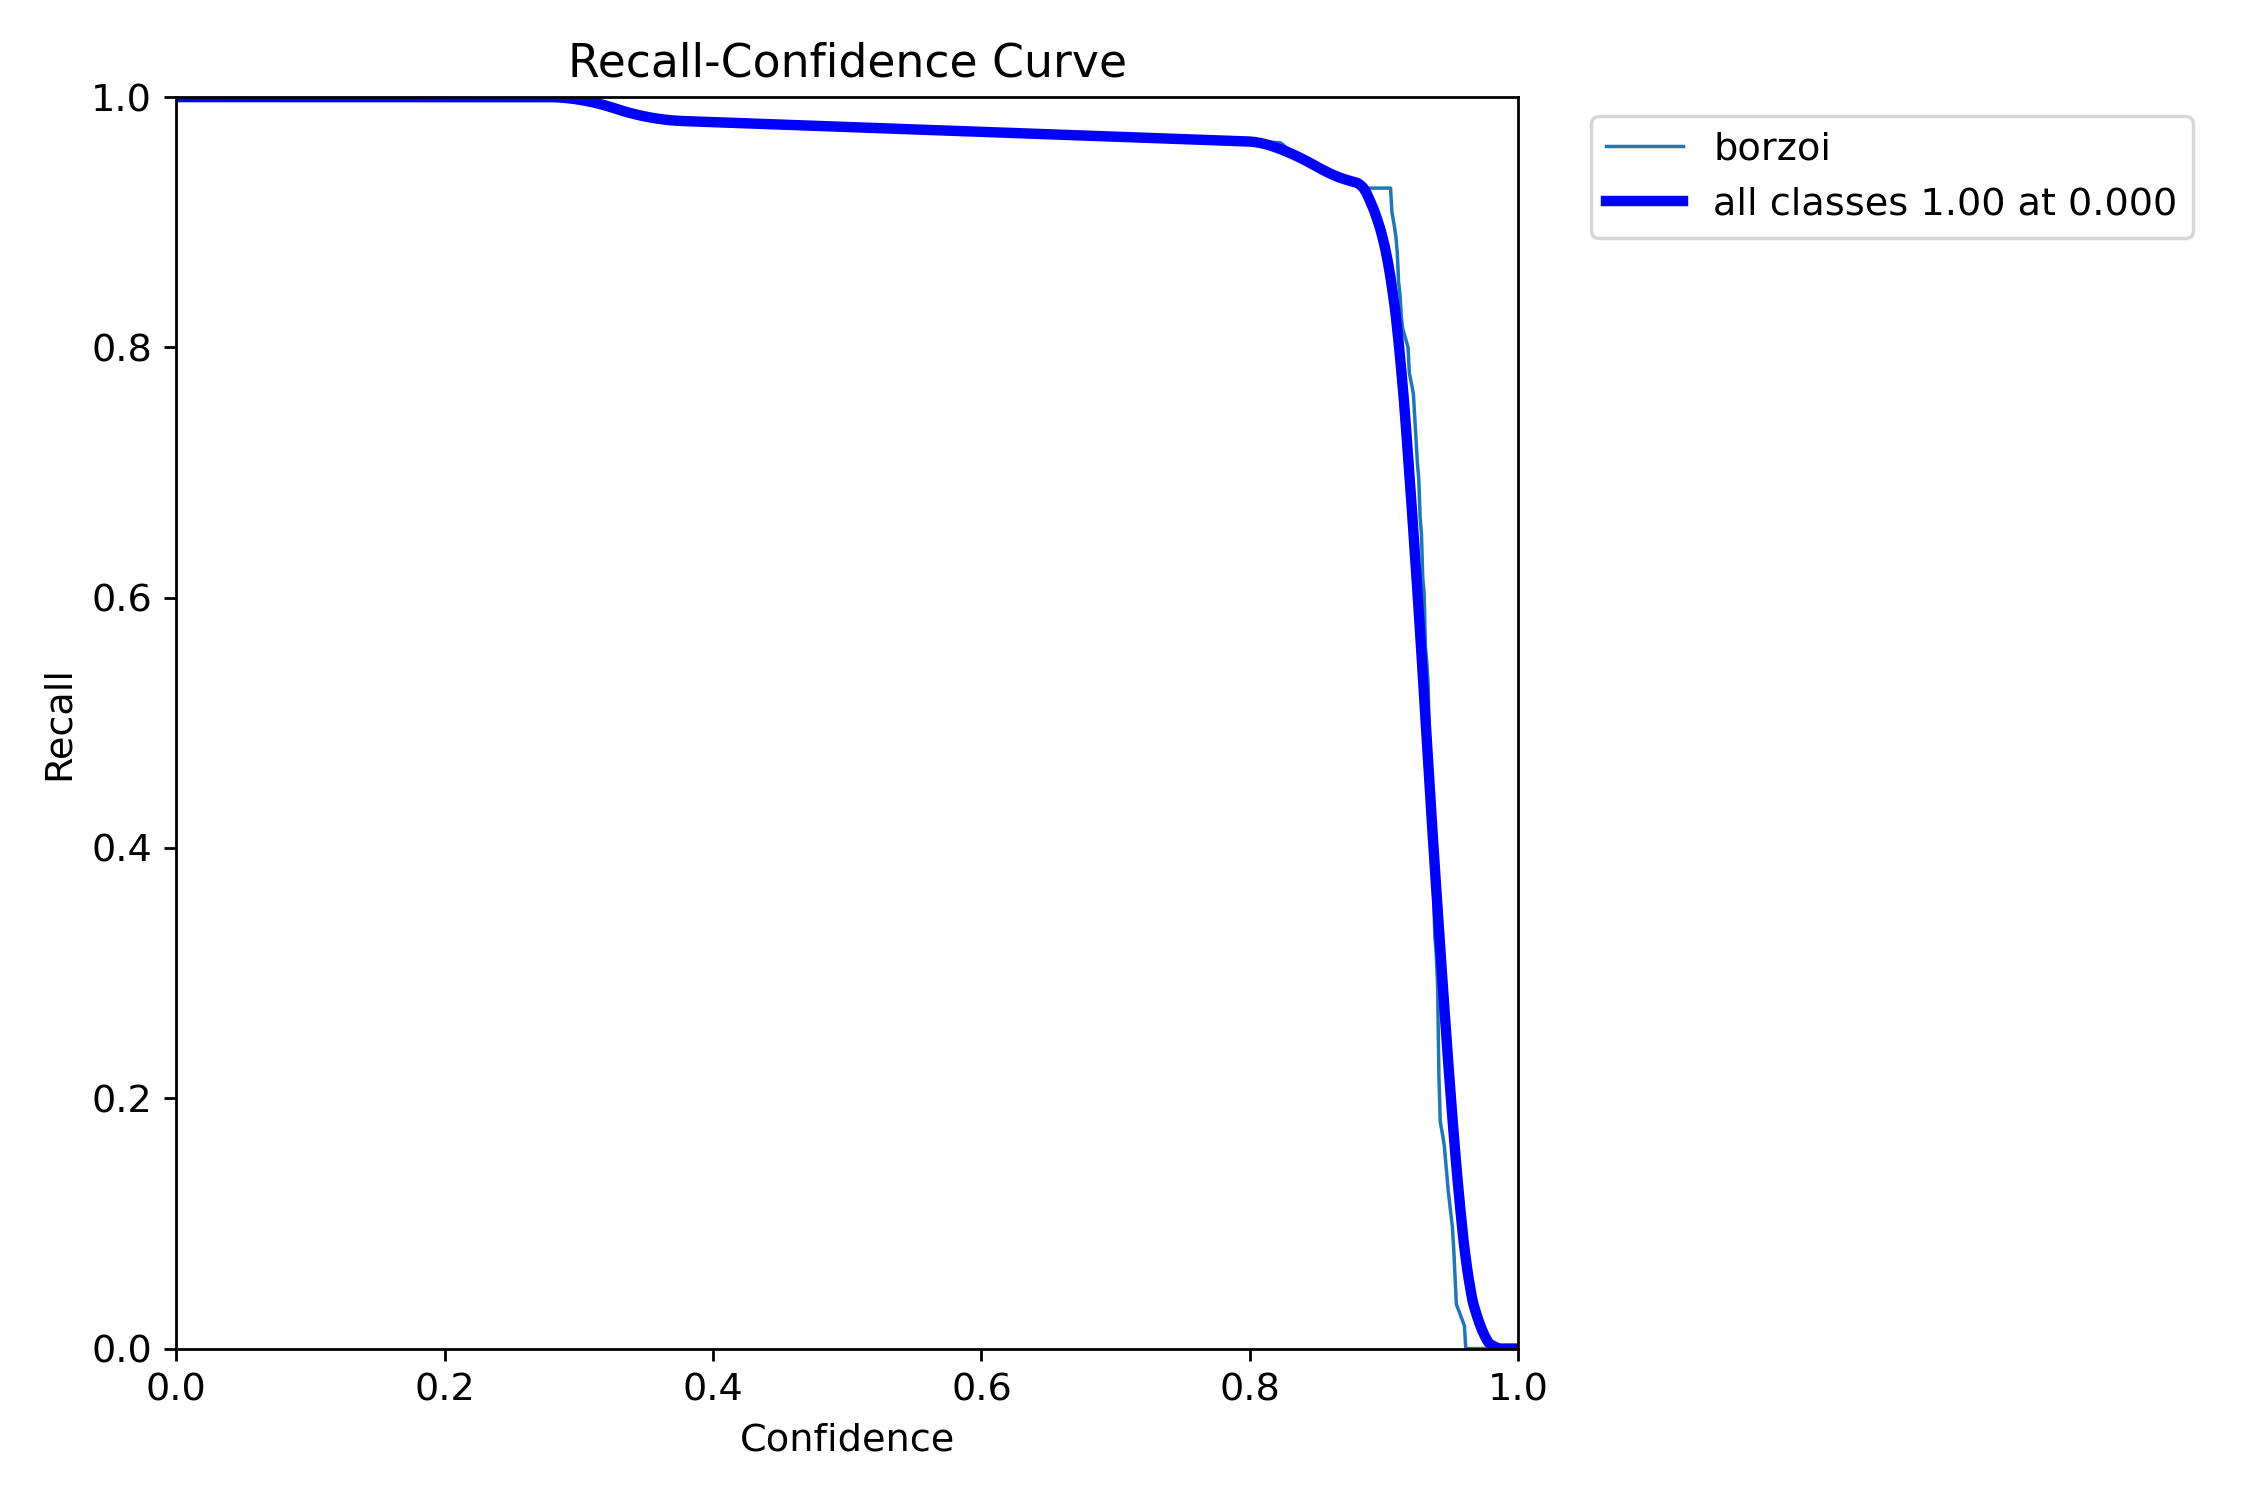 Recall-Confidence Curve
borzoi
all classes 1.00 at 0.000
1.0
0.8
0.6
0.4
0.2
0.0
Recall
0.0 0.2 0.4 0.6 0.8 1.0
Confidence